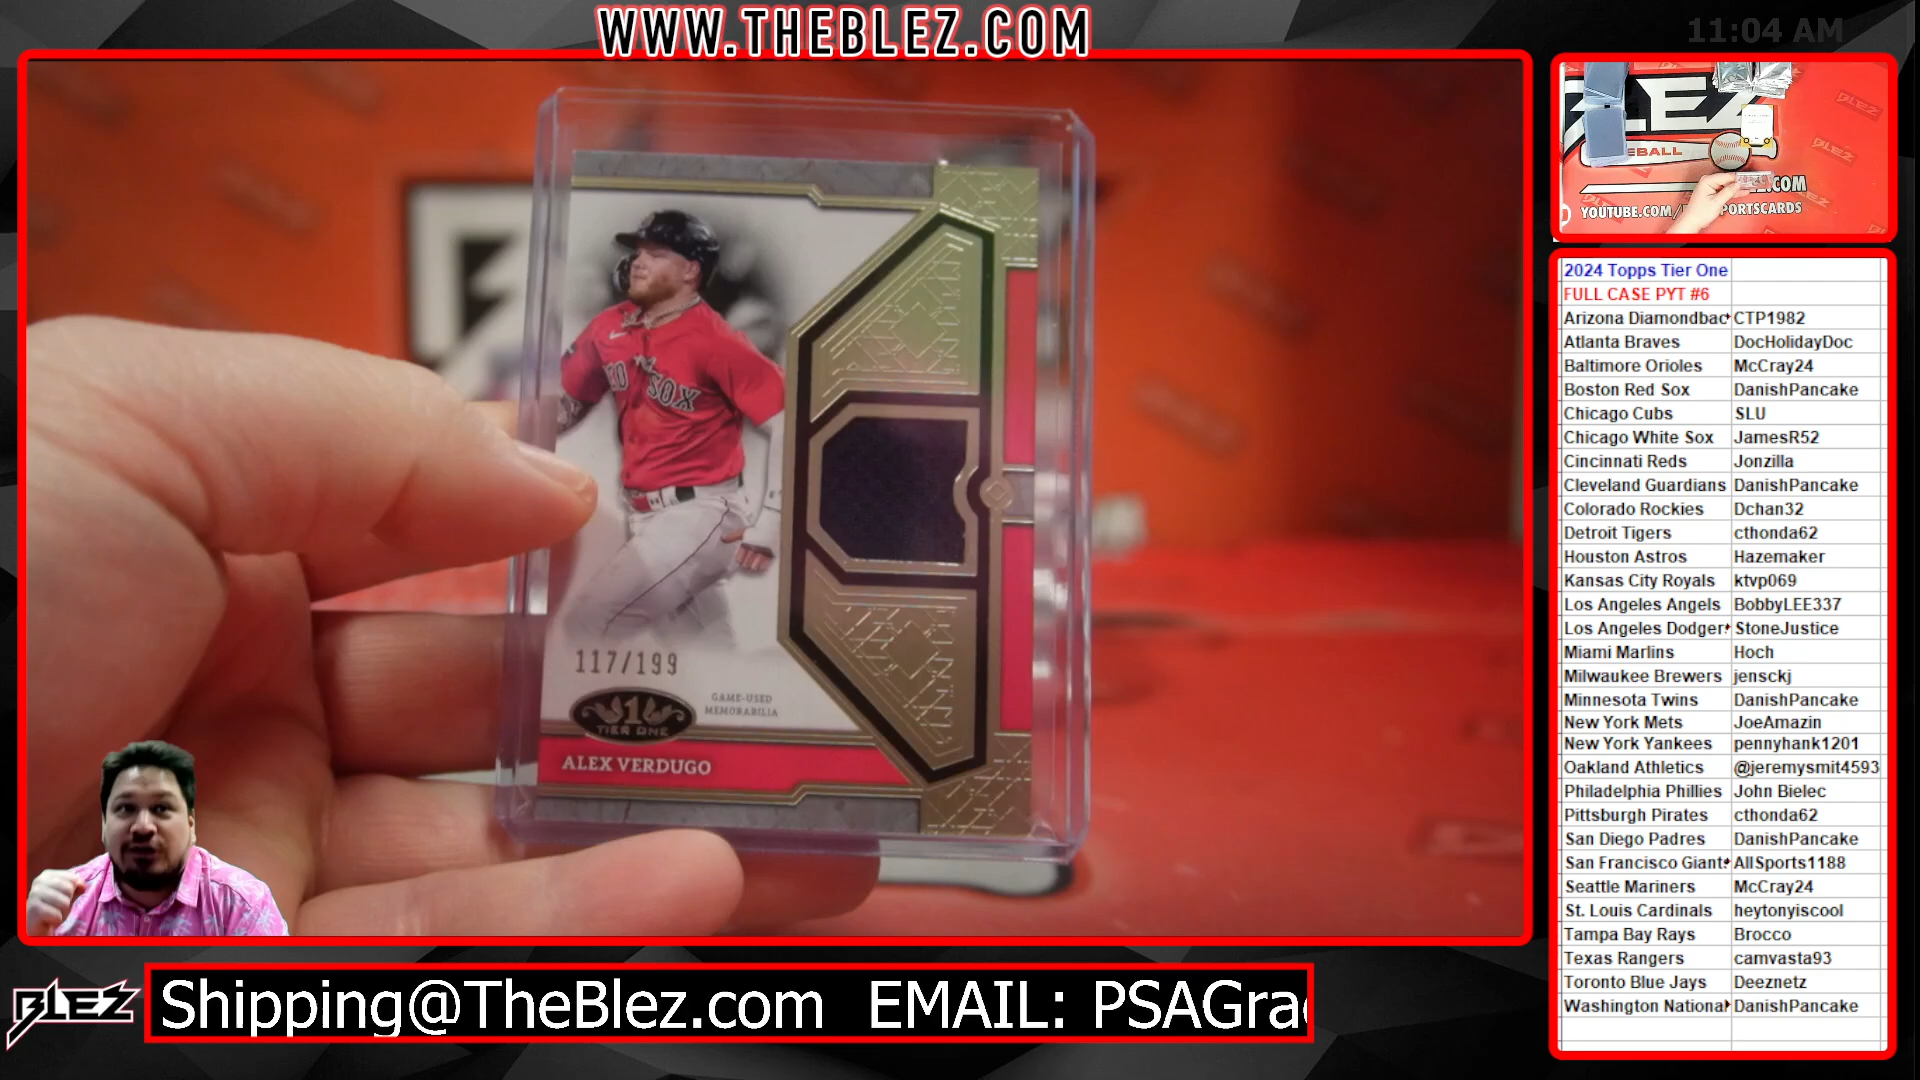 WWW.THEBLEZ.COM
11:04 AM
RED SOX
117/199
GAME-USED
MEMORABILIA
1
TIER ONE
ALEX VERDUGO
BLEZ
BLEZ
YOUTUBE.COM/
PORTSCARDS
2024 Topps Tier One
FULL CASE PYT #6
Arizona Diamondbac CTP1982
Atlanta Braves DocHolidayDoc
Baltimore Orioles McCray24
Boston Red Sox DanishPancake
Chicago Cubs SLU
Chicago White Sox JamesR52
Cincinnati Reds Jonzilla
Cleveland Guardians DanishPancake
Colorado Rockies Dchan32
Detroit Tigers cthonda62
Houston Astros Hazemaker
Kansas City Royals ktvp069
Los Angeles Angels BobbyLEE337
Los Angeles Dodger StoneJustice
Miami Marlins Hoch
Milwaukee Brewers jensckj
Minnesota Twins DanishPancake
New York Mets JoeAmazin
New York Yankees pennyhank1201
Oakland Athletics @jeremysmit4593
Philadelphia Phillies John Bielec
Pittsburgh Pirates cthonda62
San Diego Padres DanishPancake
San Francisco Giant AllSports1188
Seattle Mariners McCray24
St. Louis Cardinals heytonyiscool
Tampa Bay Rays Brocco
Texas Rangers camvasta93
Toronto Blue Jays Deeznetz
Washington National DanishPancake
BLEZ
Shipping@TheBlez.com EMAIL: PSAGrad